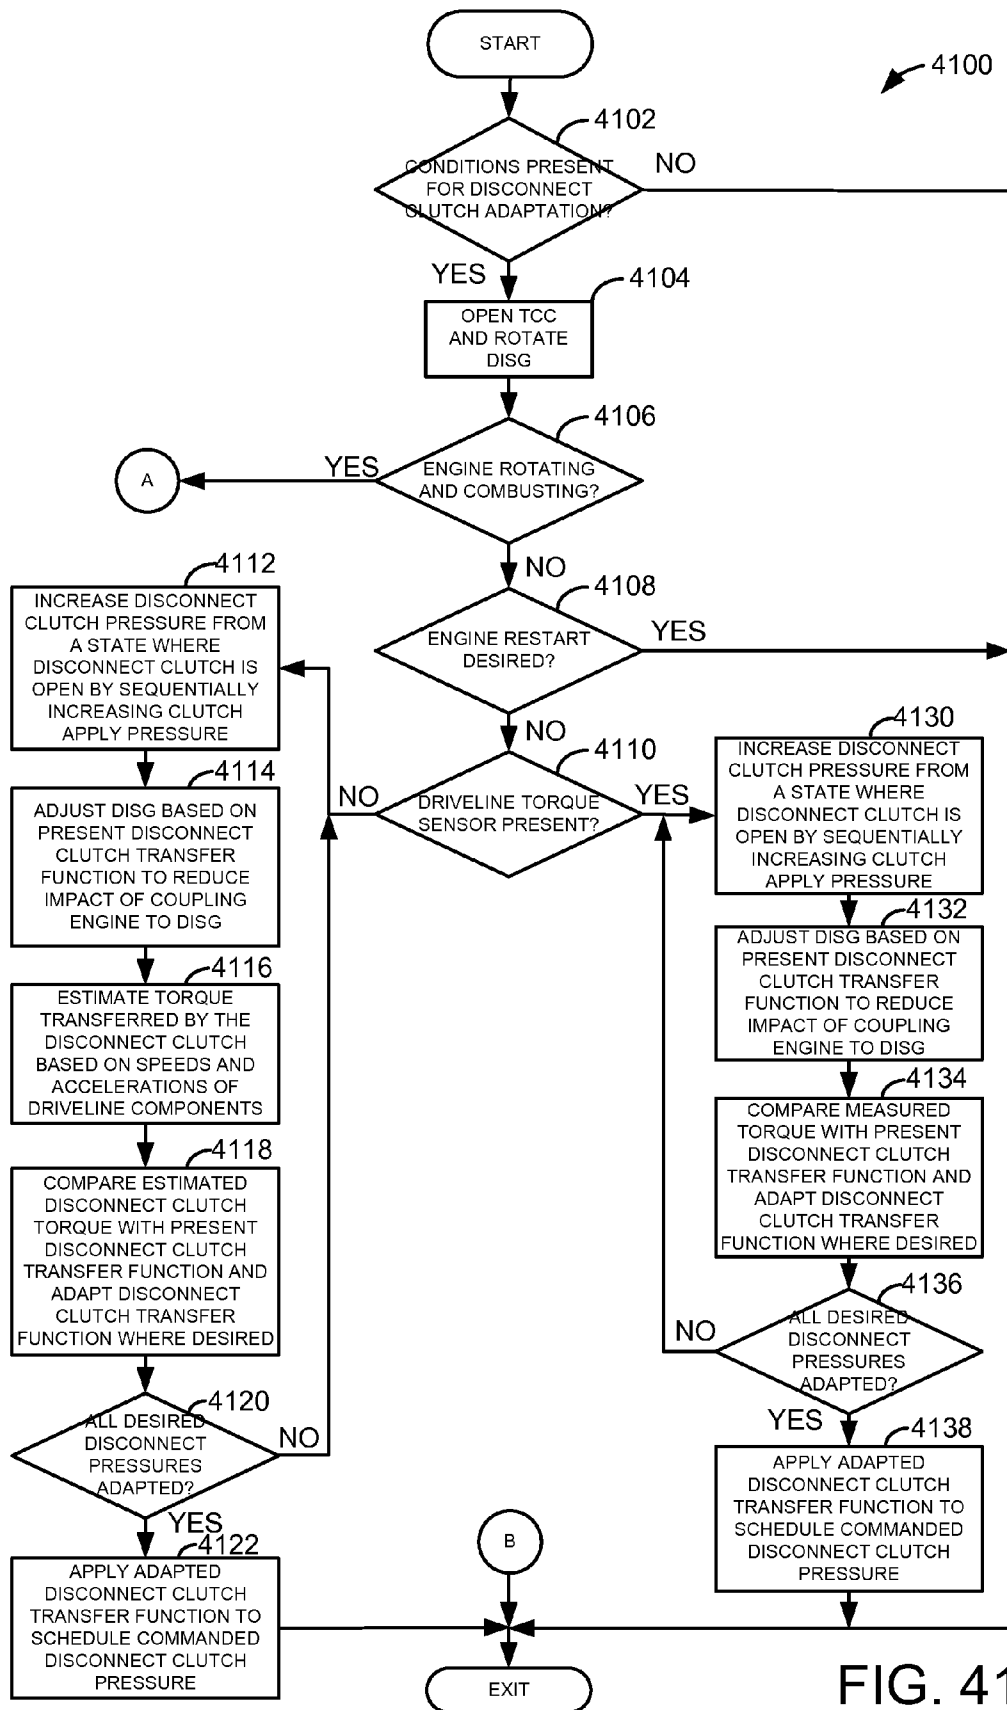 START
4100
4102
CONDITIONS PRESENT
FOR DISCONNECT
CLUTCH ADAPTATION?
NO
YES
4104
OPEN TCC
AND ROTATE
DISG
4106
ENGINE ROTATING
AND COMBUSTING?
YES
A
NO
4108
ENGINE RESTART
DESIRED?
YES
NO
4110
DRIVELINE TORQUE
SENSOR PRESENT?
NO
YES
4112
INCREASE DISCONNECT
CLUTCH PRESSURE FROM
A STATE WHERE
DISCONNECT CLUTCH IS
OPEN BY SEQUENTIALLY
INCREASING CLUTCH
APPLY PRESSURE
4114
ADJUST DISG BASED ON
PRESENT DISCONNECT
CLUTCH TRANSFER
FUNCTION TO REDUCE
IMPACT OF COUPLING
ENGINE TO DISG
4116
ESTIMATE TORQUE
TRANSFERRED BY THE
DISCONNECT CLUTCH
BASED ON SPEEDS AND
ACCELERATIONS OF
DRIVELINE COMPONENTS
4118
COMPARE ESTIMATED
DISCONNECT CLUTCH
TORQUE WITH PRESENT
DISCONNECT CLUTCH
TRANSFER FUNCTION AND
ADAPT DISCONNECT
CLUTCH TRANSFER
FUNCTION WHERE DESIRED
4120
ALL DESIRED
DISCONNECT
PRESSURES
ADAPTED?
NO
YES
4122
APPLY ADAPTED
DISCONNECT CLUTCH
TRANSFER FUNCTION TO
SCHEDULE COMMANDED
DISCONNECT CLUTCH
PRESSURE
4130
INCREASE DISCONNECT
CLUTCH PRESSURE FROM
A STATE WHERE
DISCONNECT CLUTCH IS
OPEN BY SEQUENTIALLY
INCREASING CLUTCH
APPLY PRESSURE
4132
ADJUST DISG BASED ON
PRESENT DISCONNECT
CLUTCH TRANSFER
FUNCTION TO REDUCE
IMPACT OF COUPLING
ENGINE TO DISG
4134
COMPARE MEASURED
TORQUE WITH PRESENT
DISCONNECT CLUTCH
TRANSFER FUNCTION AND
ADAPT DISCONNECT
CLUTCH TRANSFER
FUNCTION WHERE DESIRED
4136
ALL DESIRED
DISCONNECT
PRESSURES
ADAPTED?
NO
YES
4138
APPLY ADAPTED
DISCONNECT CLUTCH
TRANSFER FUNCTION TO
SCHEDULE COMMANDED
DISCONNECT CLUTCH
PRESSURE
B
EXIT
FIG. 41